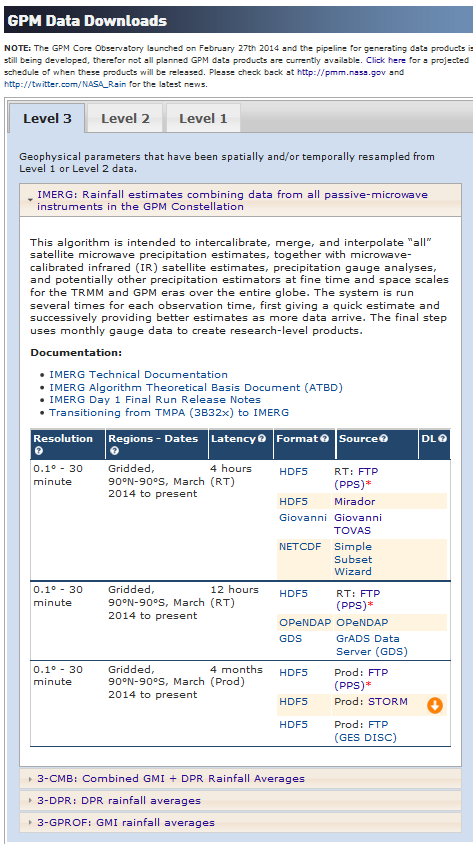 GPM Data Downloads
NOTE: The GPM Core Observatory launched on February 27th 2014 and the pipeline for generating data products is
still being developed, therefor not all planned GPM data products are currently available. Click here for a projected
schedule of when these products will be released. Please check back at http://pmm.nasa.gov and
http://twitter.com/NASA_Rain for the latest news.
Level 3 Level 2 Level 1
Geophysical parameters that have been spatially and/or temporally resampled from
Level 1 or Level 2 data.
IMERG: Rainfall estimates combining data from all passive-microwave
instruments in the GPM Constellation
This algorithm is intended to intercalibrate, merge, and interpolate “all”
satellite microwave precipitation estimates, together with microwave-
calibrated infrared (IR) satellite estimates, precipitation gauge analyses,
and potentially other precipitation estimators at fine time and space scales
for the TRMM and GPM eras over the entire globe. The system is run
several times for each observation time, first giving a quick estimate and
successively providing better estimates as more data arrive. The final step
uses monthly gauge data to create research-level products.
Documentation:
• IMERG Technical Documentation
• IMERG Algorithm Theoretical Basis Document (ATBD)
• IMERG Day 1 Final Run Release Notes
• Transitioning from TMPA (3B32x) to IMERG
Resolution ? Regions - Dates ? Latency ? Format ? Source ? DL ?
0.1° - 30 Gridded, 4 hours HDF5 RT: FTP
minute 90°N-90°S, March (RT) (PPS)*
2014 to present
HDF5 Mirador
Giovanni Giovanni
TOVAS
NETCDF Simple
Subset
Wizard
0.1° - 30 Gridded, 12 hours HDF5 RT: FTP
minute 90°N-90°S, March (RT) (PPS)*
2014 to present
OPeNDAP OPeNDAP
GDS GrADS Data
Server (GDS)
0.1° - 30 Gridded, 4 months HDF5 Prod: FTP
minute 90°N-90°S, March (Prod) (PPS)*
2014 to present
HDF5 Prod: STORM
HDF5 Prod: FTP
(GES DISC)
3-CMB: Combined GMI + DPR Rainfall Averages
3-DPR: DPR rainfall averages
3-GPROF: GMI rainfall averages